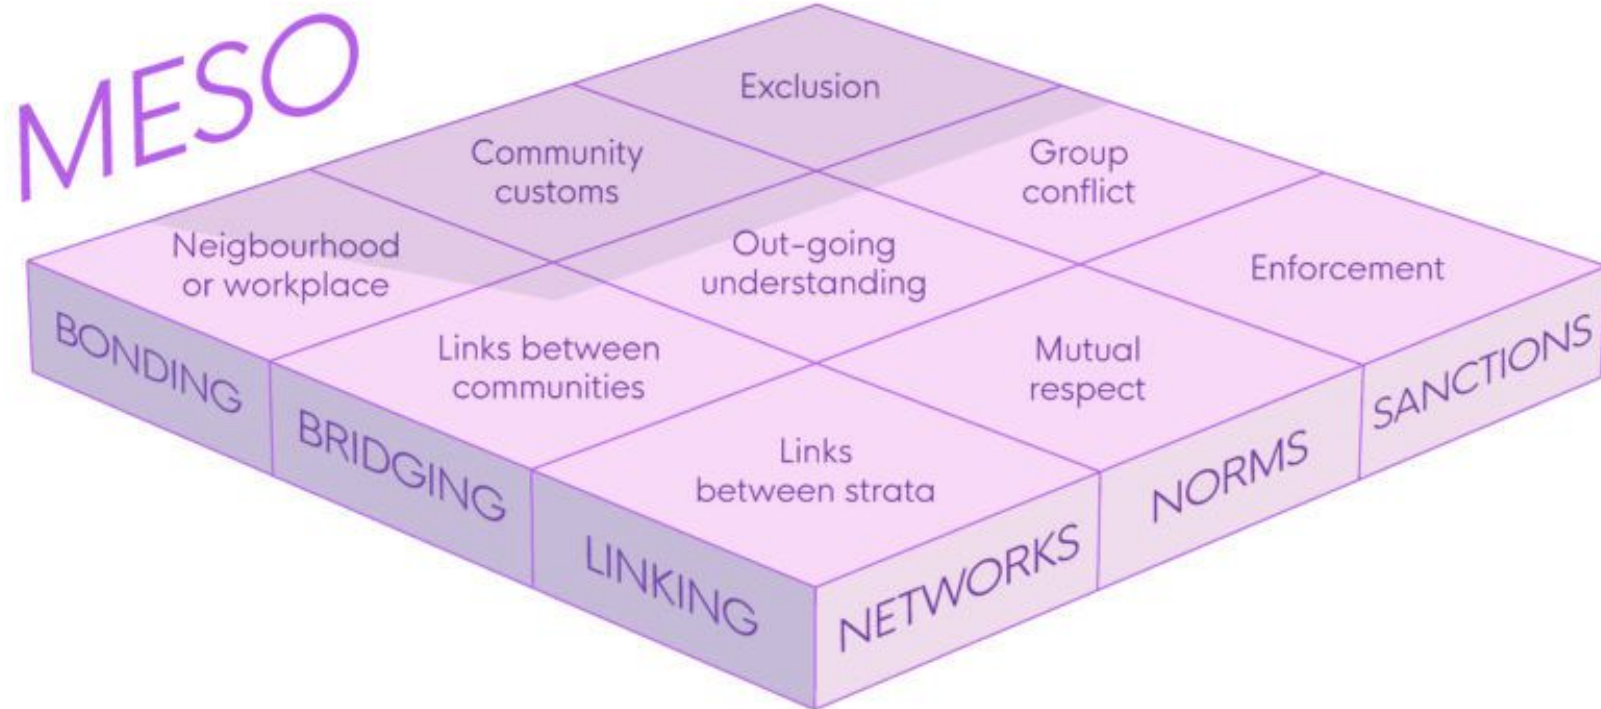 MESO
Exclusion
Community
customs
Group
conflict
Neigbourhood
or workplace
Out-going
understanding
Enforcement
Links between
communities
Mutual
respect
Links
between strata
BONDING
BRIDGING
LINKING
NETWORKS
NORMS
SANCTIONS